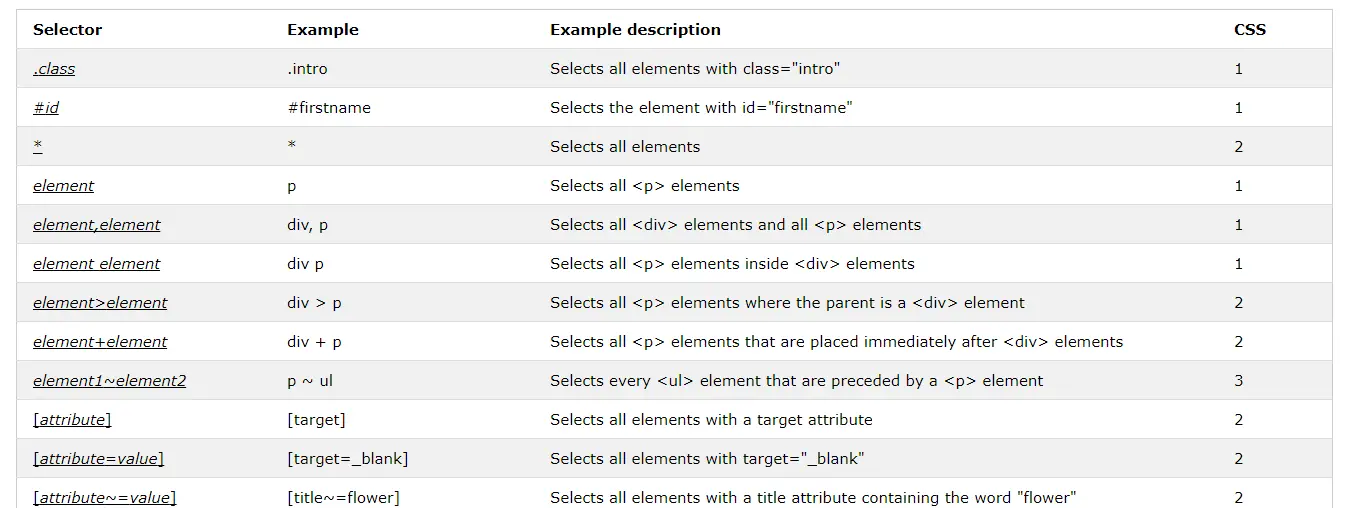 Selector Example Example description CSS
.class .intro Selects all elements with class="intro" 1
#id #firstname Selects the element with id="firstname" 1
* * Selects all elements 2
element p Selects all <p> elements 1
element,element div, p Selects all <div> elements and all <p> elements 1
element element div p Selects all <p> elements inside <div> elements 1
element>element div > p Selects all <p> elements where the parent is a <div> element 2
element+element div + p Selects all <p> elements that are placed immediately after <div> elements 2
element1~element2 p ~ ul Selects every <ul> element that are preceded by a <p> element 3
[attribute] [target] Selects all elements with a target attribute 2
[attribute=value] [target=_blank] Selects all elements with target="_blank" 2
[attribute~=value] [title~=flower] Selects all elements with a title attribute containing the word "flower" 2